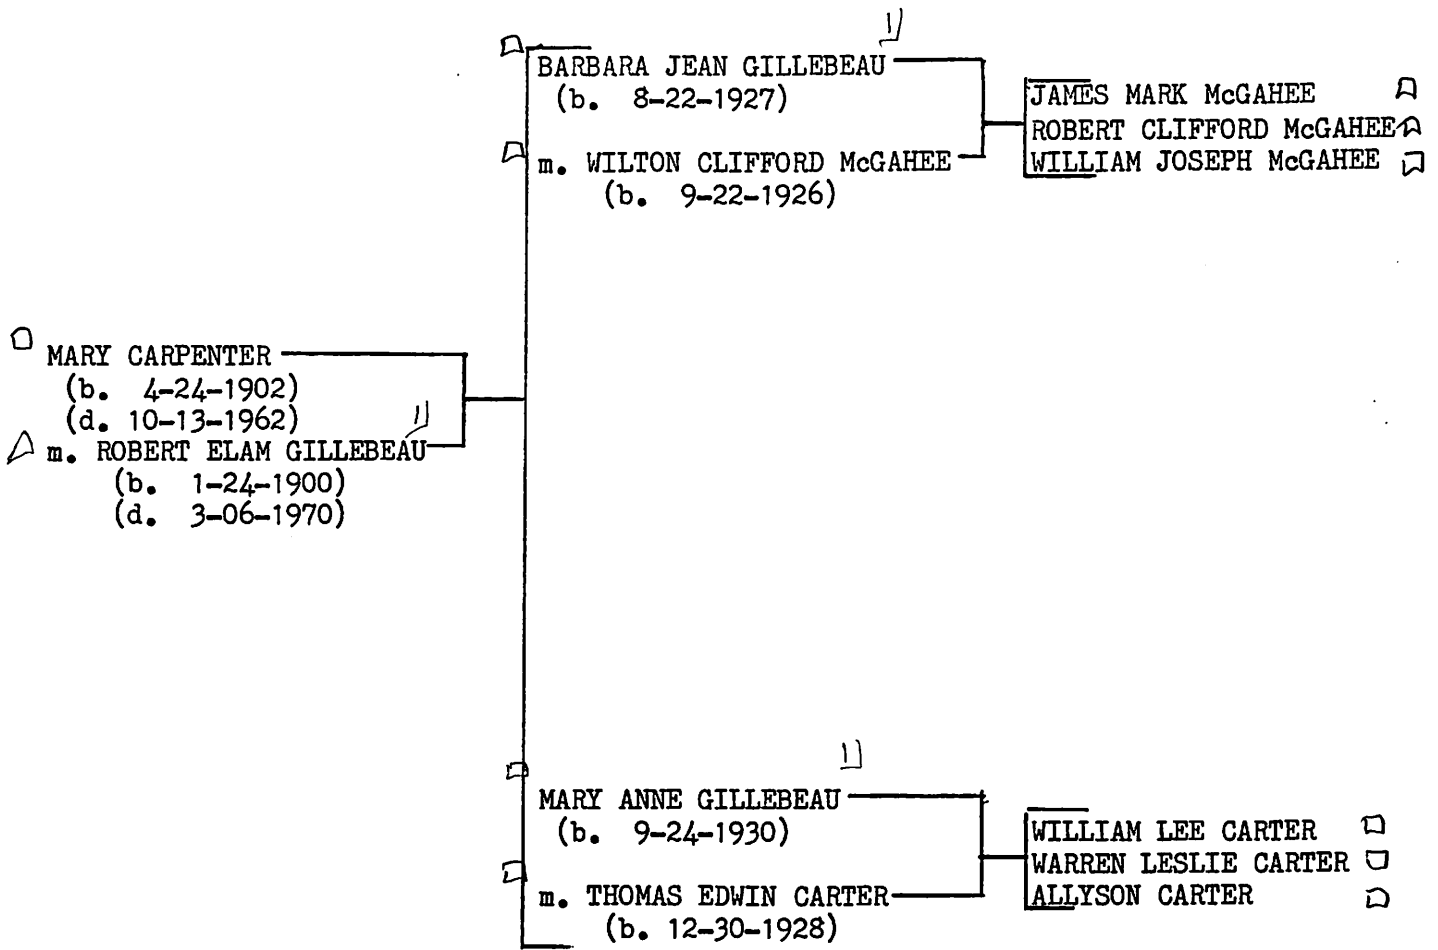 BARBARA JEAN GILLEBEAU
(b. 8-22-1927)
m. WILTON CLIFFORD McGAHEE
(b. 9-22-1926)
JAMES MARK McGAHEE
ROBERT CLIFFORD McGAHEE
WILLIAM JOSEPH McGAHEE
MARY CARPENTER
(b. 4-24-1902)
(d. 10-13-1962)
m. ROBERT ELAM GILLEBEAU
(b. 1-24-1900)
(d. 3-06-1970)
MARY ANNE GILLEBEAU
(b. 9-24-1930)
m. THOMAS EDWIN CARTER
(b. 12-30-1928)
WILLIAM LEE CARTER
WARREN LESLIE CARTER
ALLYSON CARTER